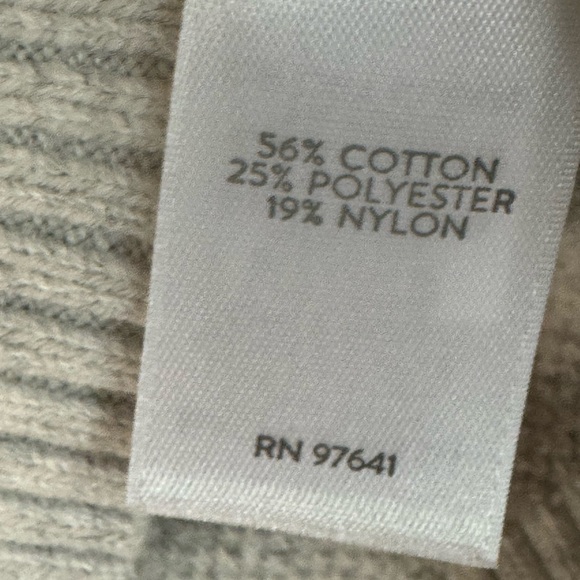 56% COTTON
25% POLYESTER
19% NYLON
RN 97641